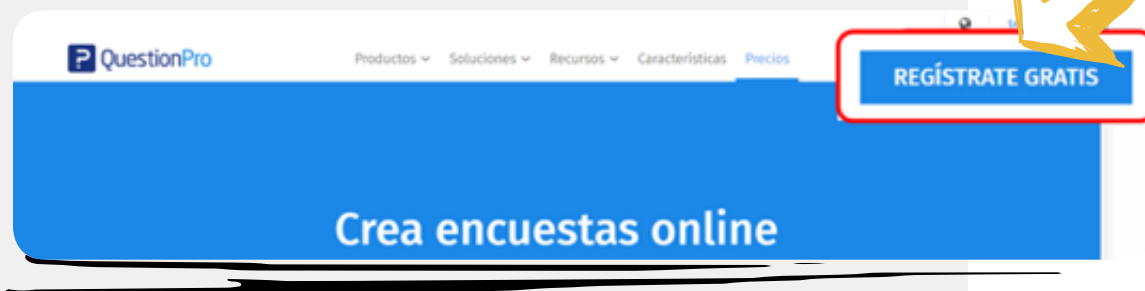 QuestionPro
Productos Soluciones Recursos Características Precios
REGÍSTRATE GRATIS
Crea encuestas online